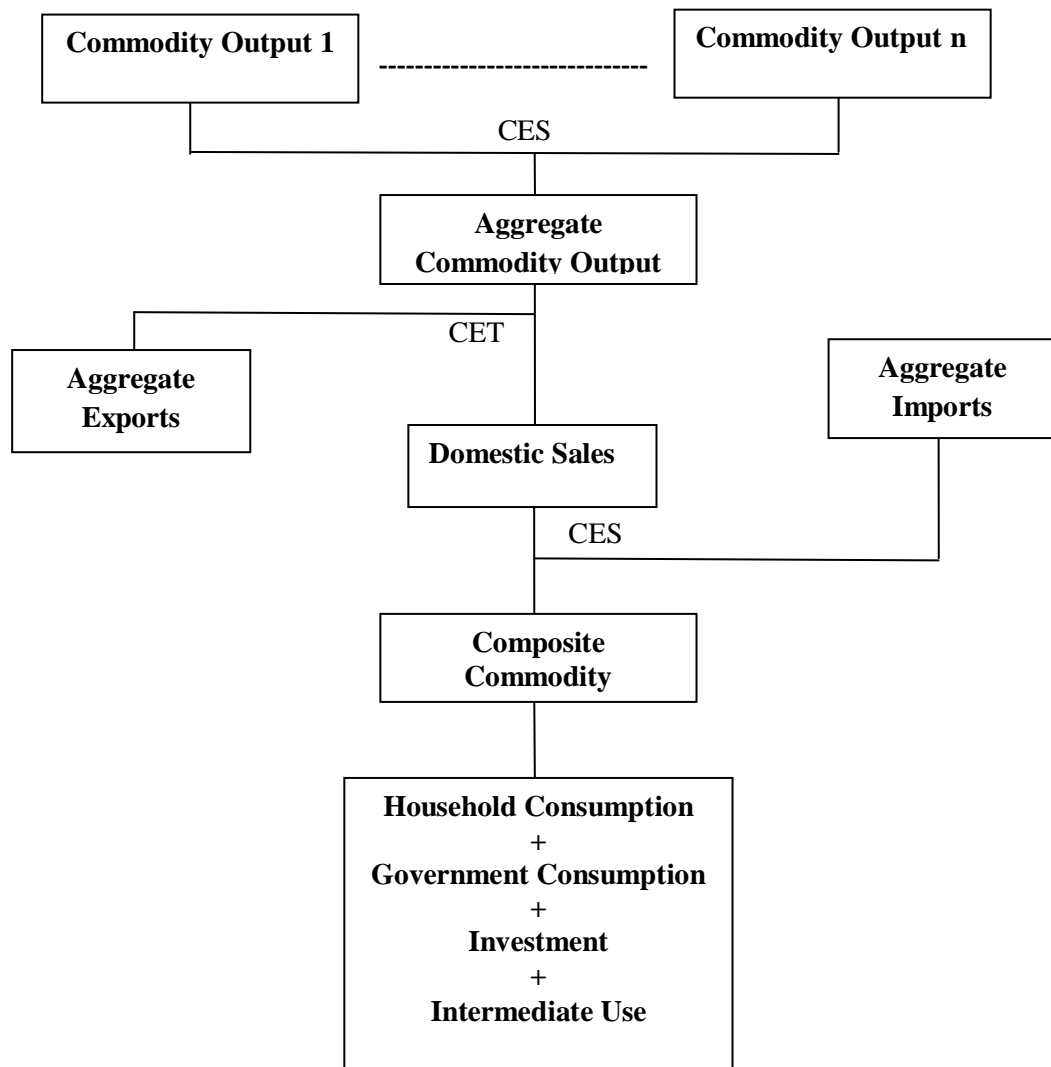 Commodity Output 1
Commodity Output n
CES
Aggregate
Commodity Output
CET
Aggregate
Exports
Aggregate
Imports
Domestic Sales
CES
Composite
Commodity
Household Consumption
+
Government Consumption
+
Investment
+
Intermediate Use